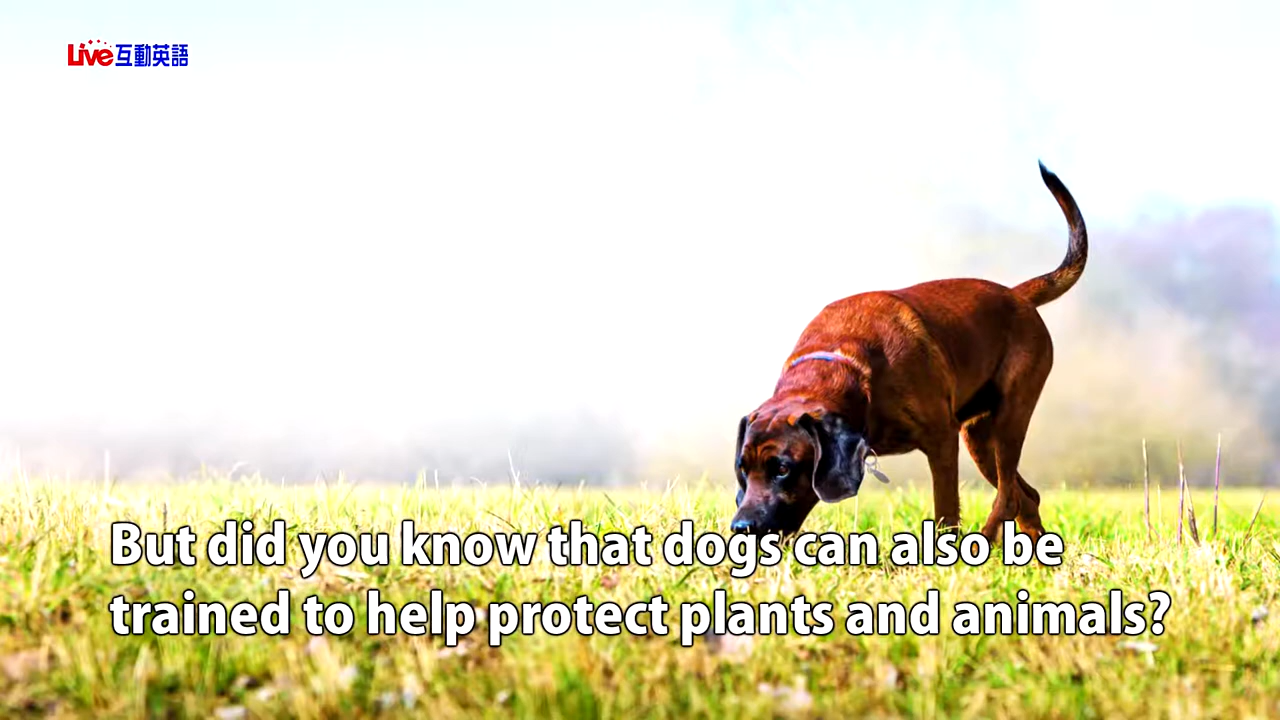 Live互動英語
But did you know that dogs can also be
trained to help protect plants and animals?